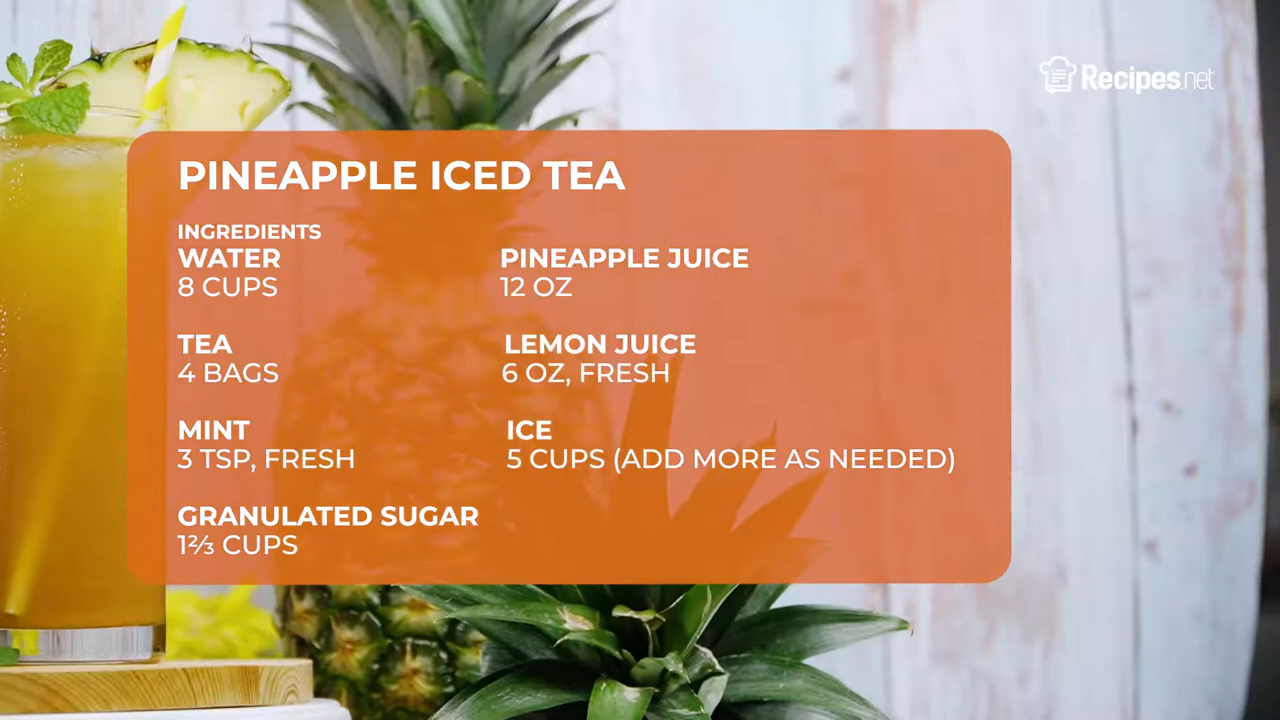 Recipes.net
PINEAPPLE ICED TEA
INGREDIENTS
WATER
8 CUPS
TEA
4 BAGS
MINT
3 TSP, FRESH
GRANULATED SUGAR
1⅔ CUPS
PINEAPPLE JUICE
12 OZ
LEMON JUICE
6 OZ, FRESH
ICE
5 CUPS (ADD MORE AS NEEDED)